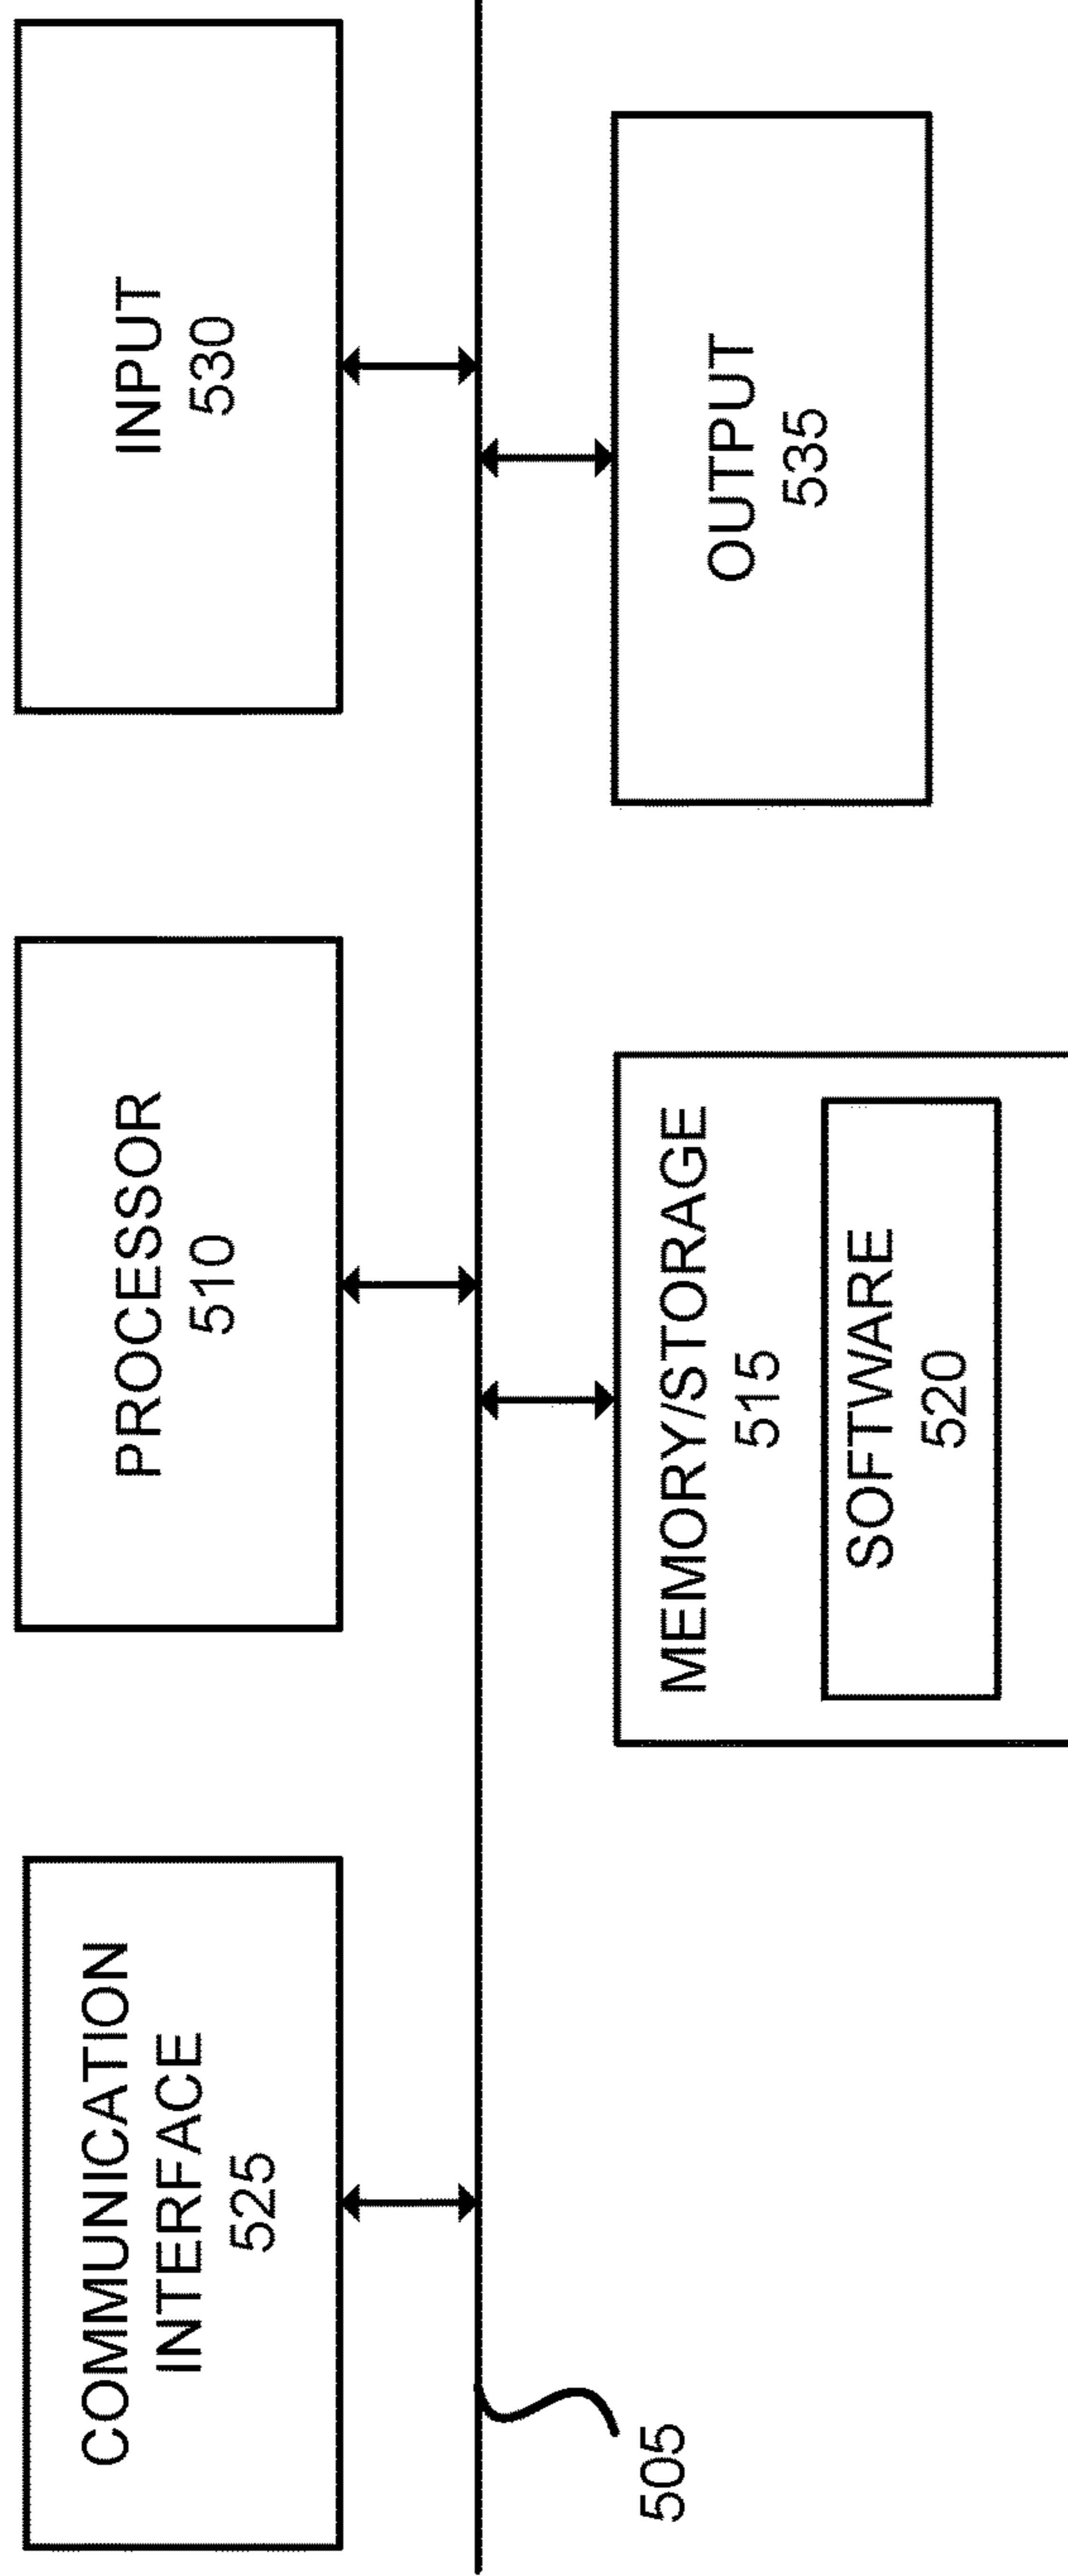 COMMUNICATION
INTERFACE
525
PROCESSOR
510
INPUT
530
505
MEMORY/STORAGE
515
SOFTWARE
520
OUTPUT
535